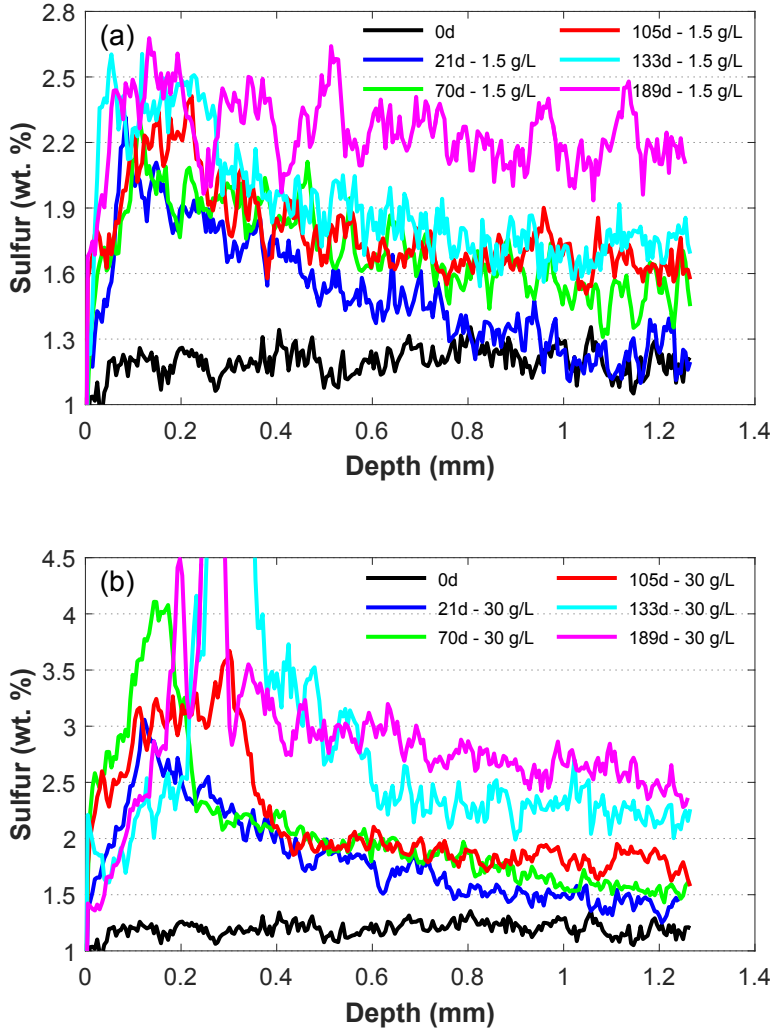 (a)
0d
21d - 1.5 g/L
70d - 1.5 g/L
105d - 1.5 g/L
133d - 1.5 g/L
189d - 1.5 g/L
Sulfur (wt. %)
2.8
2.5
2.2
1.9
1.6
1.3
1
0
0.2
0.4
0.6
0.8
1
1.2
1.4
Depth (mm)
(b)
0d
21d - 30 g/L
70d - 30 g/L
105d - 30 g/L
133d - 30 g/L
189d - 30 g/L
Sulfur (wt. %)
4.5
4
3.5
3
2.5
2
1.5
1
0
0.2
0.4
0.6
0.8
1
1.2
1.4
Depth (mm)